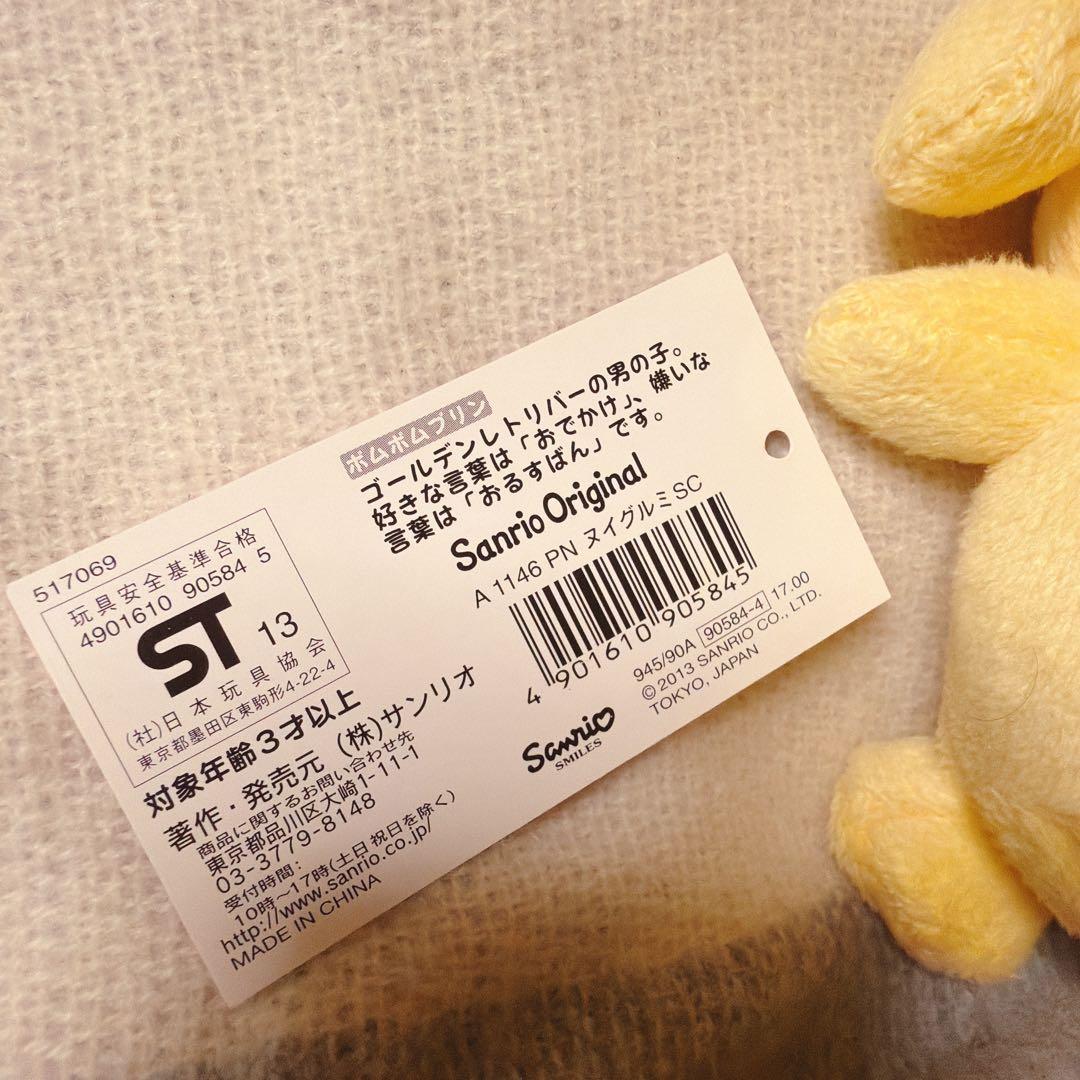 ポムポムプリン
ゴールデンレトリバーの男の子。
好きな言葉は「おでかけ」、嫌いな
言葉は「おるすばん」です。
Sanrio Original
A 1146 PN ヌイグルミSC
4 901610 905845
945/90A 90584-4 17.00
©2013 SANRIO CO., LTD.
TOKYO, JAPAN
Sanrio
SMILES
517069
玩具安全基準合格
4901610 90584 5
ST 13
(社)日本玩具協会
東京都墨田区東駒形4-22-4
対象年齢3才以上
著作・発売元 (株)サンリオ
商品に関するお問い合わせ先
東京都品川区大崎1-11-1
03-3779-8148
受付時間:
10時～17時(土日祝日を除く)
http://www.sanrio.co.jp/
MADE IN CHINA